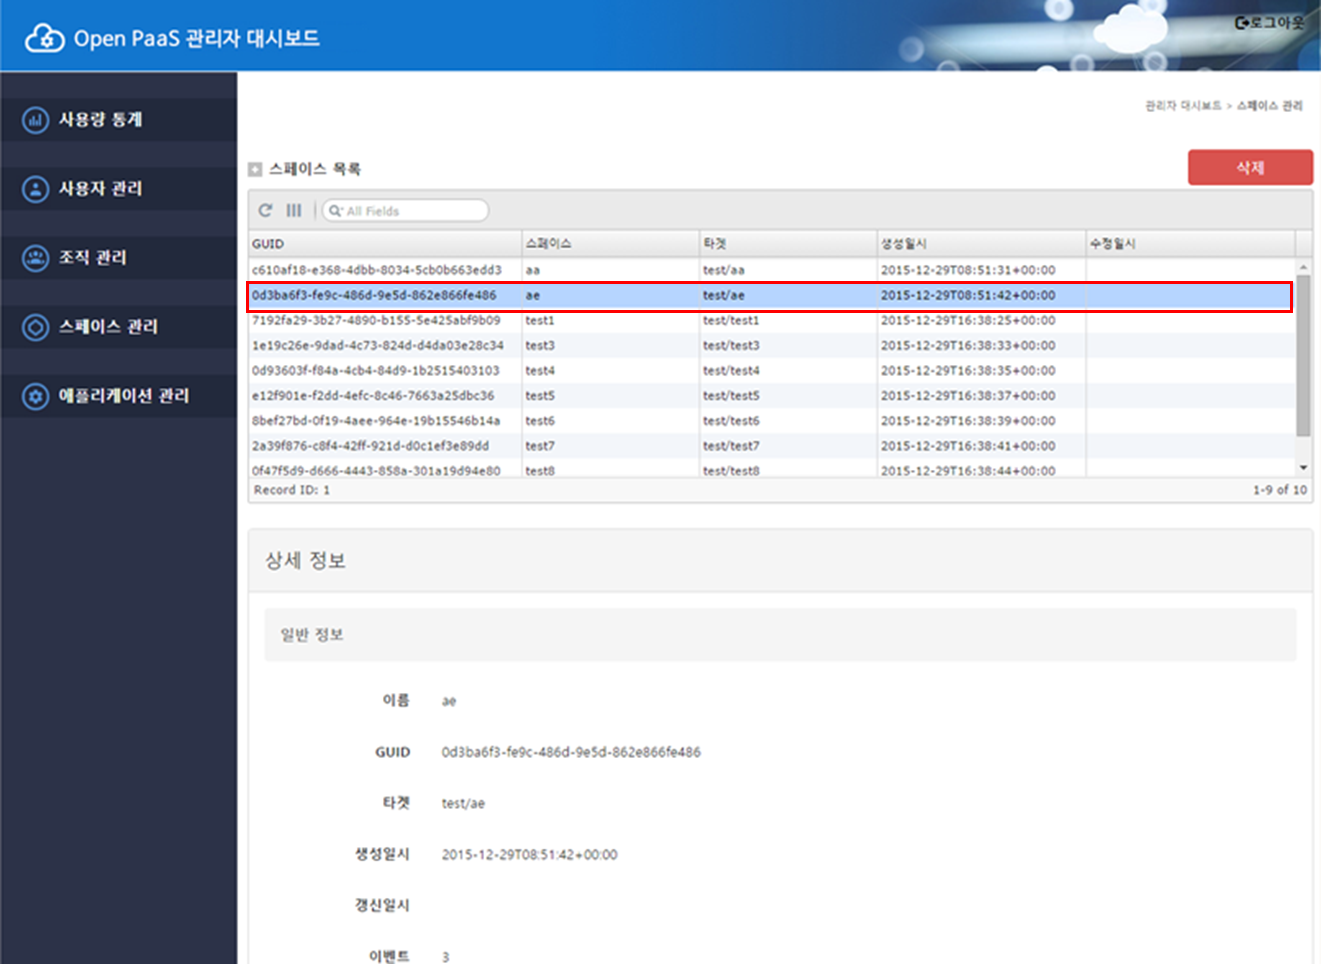 Open PaaS 관리자 대시보드
로그아웃
사용량 통계
사용자 관리
조직 관리
스페이스 관리
애플리케이션 관리
관리자 대시보드 > 스페이스 관리
스페이스 목록
삭제
All Fields
GUID 스페이스 타겟 생성일시 수정일시
c610af18-e368-4dbb-8034-5cb0b663edd3 aa test/aa 2015-12-29T08:51:31+00:00
0d3ba6f3-fe9c-486d-9e5d-862e866fe486 ae test/ae 2015-12-29T08:51:42+00:00
7192fa29-3b27-4890-b155-5e425abf9b09 test1 test/test1 2015-12-29T16:38:25+00:00
1e19c26e-9dad-4c73-824d-d4da03e28c34 test3 test/test3 2015-12-29T16:38:33+00:00
0d93603f-f84a-4cb4-84d9-1b2515403103 test4 test/test4 2015-12-29T16:38:35+00:00
e12f901e-f2dd-4efc-8c46-7663a25dbc36 test5 test/test5 2015-12-29T16:38:37+00:00
8bef27bd-0f19-4aee-964e-19b15546b14a test6 test/test6 2015-12-29T16:38:39+00:00
2a39f876-c8f4-42ff-921d-d0c1ef3e89dd test7 test/test7 2015-12-29T16:38:41+00:00
0f47f5d9-d666-4443-858a-301a19d94e80 test8 test/test8 2015-12-29T16:38:44+00:00
Record ID: 1 1-9 of 10
상세 정보
일반 정보
이름 ae
GUID 0d3ba6f3-fe9c-486d-9e5d-862e866fe486
타겟 test/ae
생성일시 2015-12-29T08:51:42+00:00
갱신일시
이벤트 3